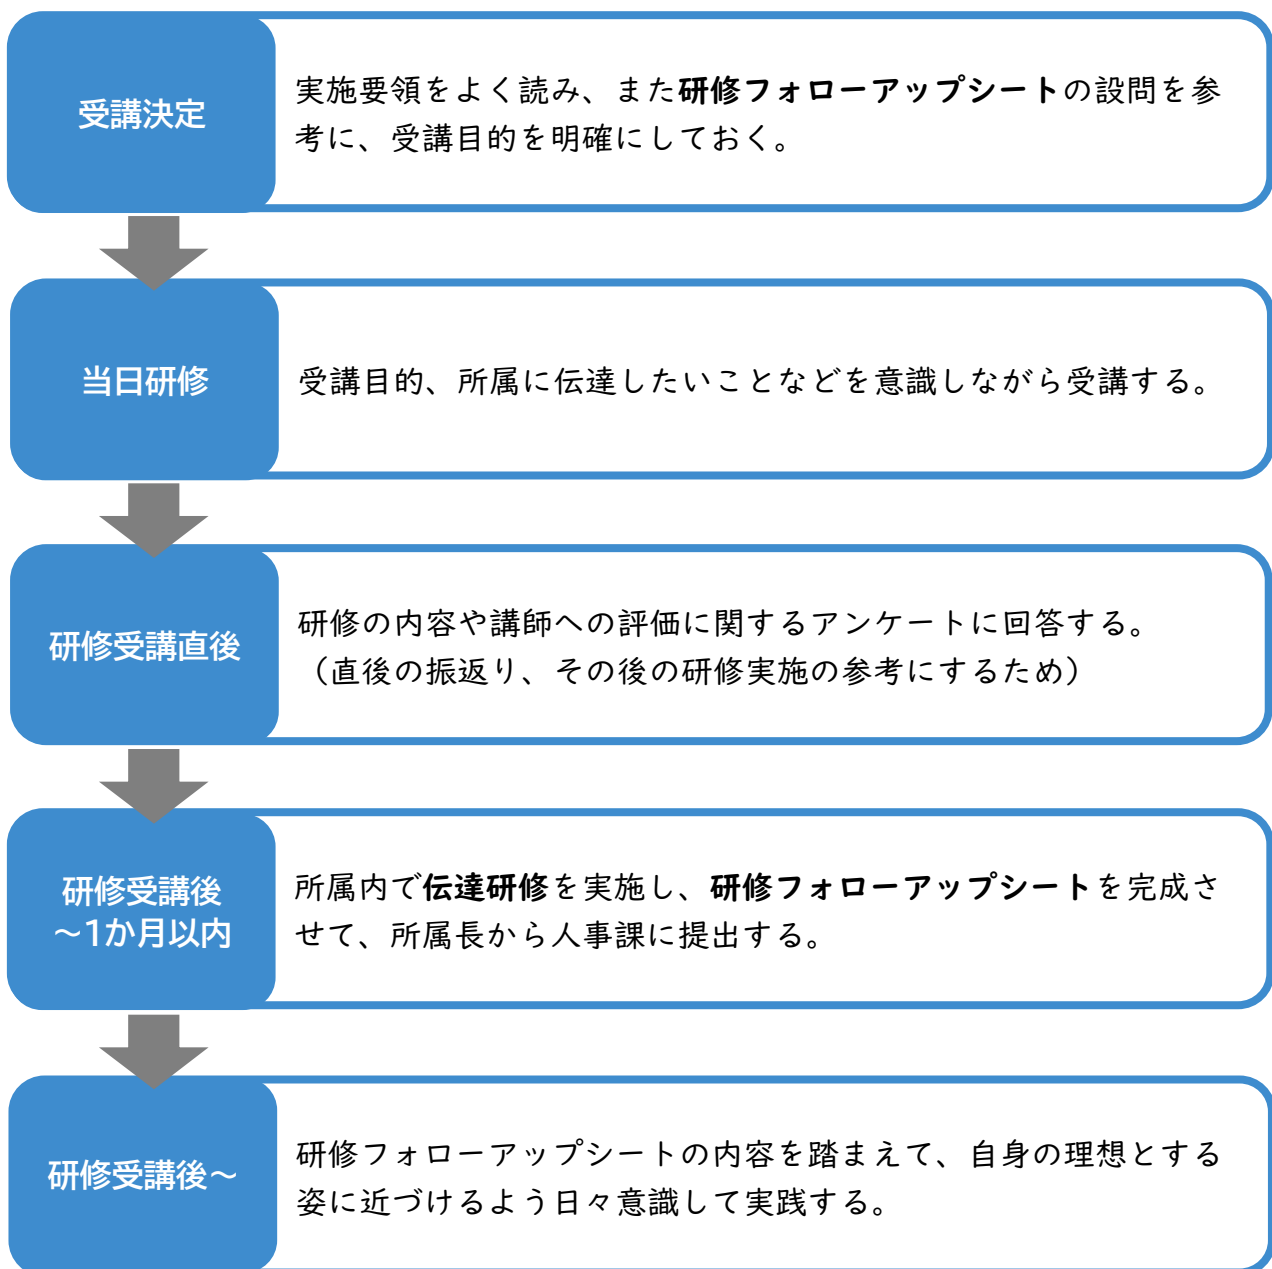 受講決定
実施要領をよく読み、また研修フォローアップシートの設問を参
考に、受講目的を明確にしておく。
当日研修
受講目的、所属に伝達したいことなどを意識しながら受講する。
研修受講直後
研修の内容や講師への評価に関するアンケートに回答する。
（直後の振返り、その後の研修実施の参考にするため）
研修受講後
～1か月以内
所属内で伝達研修を実施し、研修フォローアップシートを完成さ
せて、所属長から人事課に提出する。
研修受講後～
研修フォローアップシートの内容を踏まえて、自身の理想とする
姿に近づけるよう日々意識して実践する。